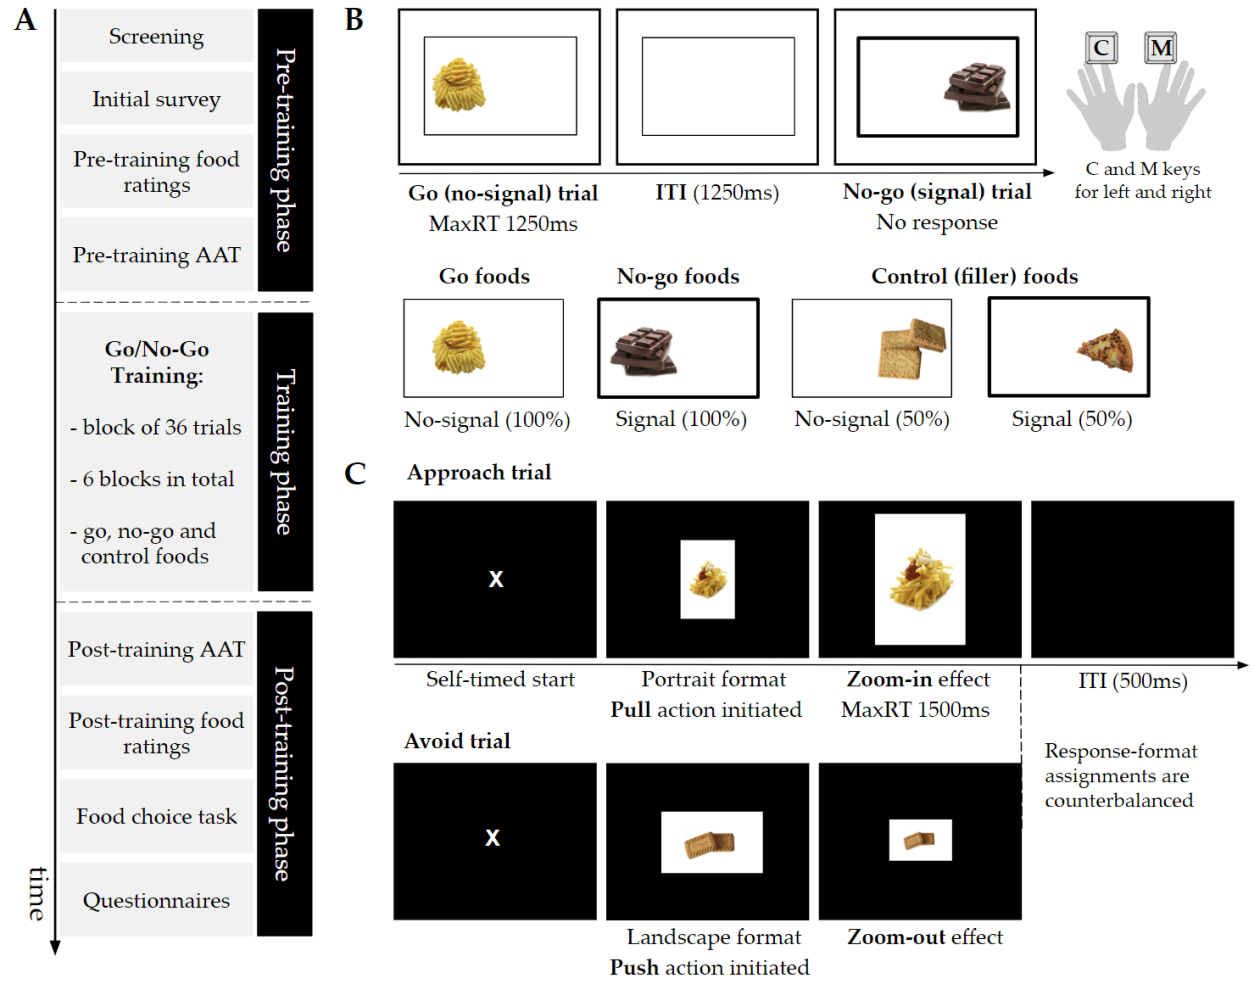 A
Screening
Initial survey
Pre-training food
ratings
Pre-training AAT
Pre-training phase
Go/No-Go
Training:
- block of 36 trials
- 6 blocks in total
- go, no-go and
control foods
Training phase
Post-training AAT
Post-training food
ratings
Food choice task
Questionnaires
Post-training phase
time
B
C
M
C and M keys
for left and right
Go (no-signal) trial
MaxRT 1250ms
ITI (1250ms)
No-go (signal) trial
No response
Go foods
No-go foods
Control (filler) foods
No-signal (100%)
Signal (100%)
No-signal (50%)
Signal (50%)
C
Approach trial
X
Self-timed start
Portrait format
Pull action initiated
Zoom-in effect
MaxRT 1500ms
ITI (500ms)
Avoid trial
Response-format
assignments are
counterbalanced
X
Landscape format
Push action initiated
Zoom-out effect